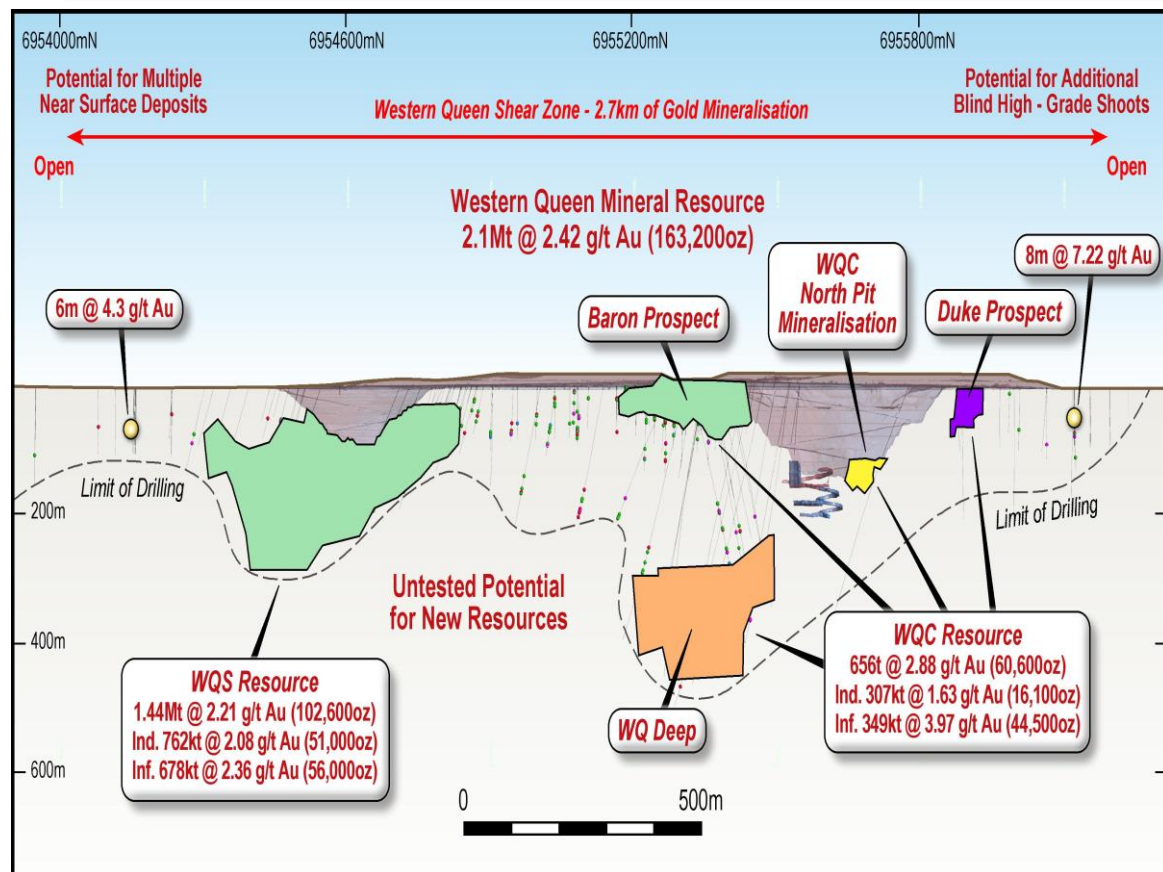 6954000mN
6954600mN
6955200mN
6955800mN
Potential for Multiple
Near Surface Deposits
Potential for Additional
Blind High - Grade Shoots
Western Queen Shear Zone - 2.7km of Gold Mineralisation
Open
Open
Western Queen Mineral Resource
2.1Mt @ 2.42 g/t Au (163,200oz)
6m @ 4.3 g/t Au
Baron Prospect
WQC
North Pit
Mineralisation
Duke Prospect
8m @ 7.22 g/t Au
Limit of Drilling
Limit of Drilling
200m
400m
600m
Untested Potential
for New Resources
WQS Resource
1.44Mt @ 2.21 g/t Au (102,600oz)
Ind. 762kt @ 2.08 g/t Au (51,000oz)
Inf. 678kt @ 2.36 g/t Au (56,000oz)
WQ Deep
WQC Resource
656t @ 2.88 g/t Au (60,600oz)
Ind. 307kt @ 1.63 g/t Au (16,100oz)
Inf. 349kt @ 3.97 g/t Au (44,500oz)
0
500m